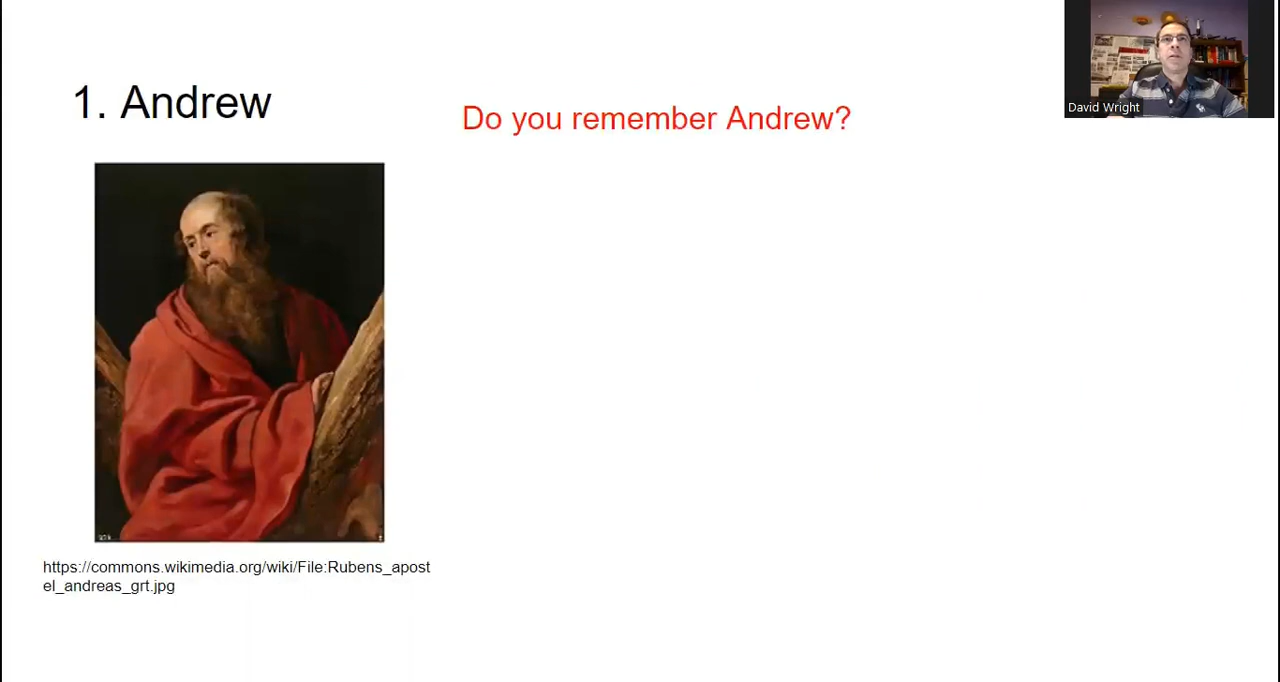 1. Andrew
Do you remember Andrew?
David Wright
https://commons.wikimedia.org/wiki/File:Rubens_apost
el_andreas_grt.jpg